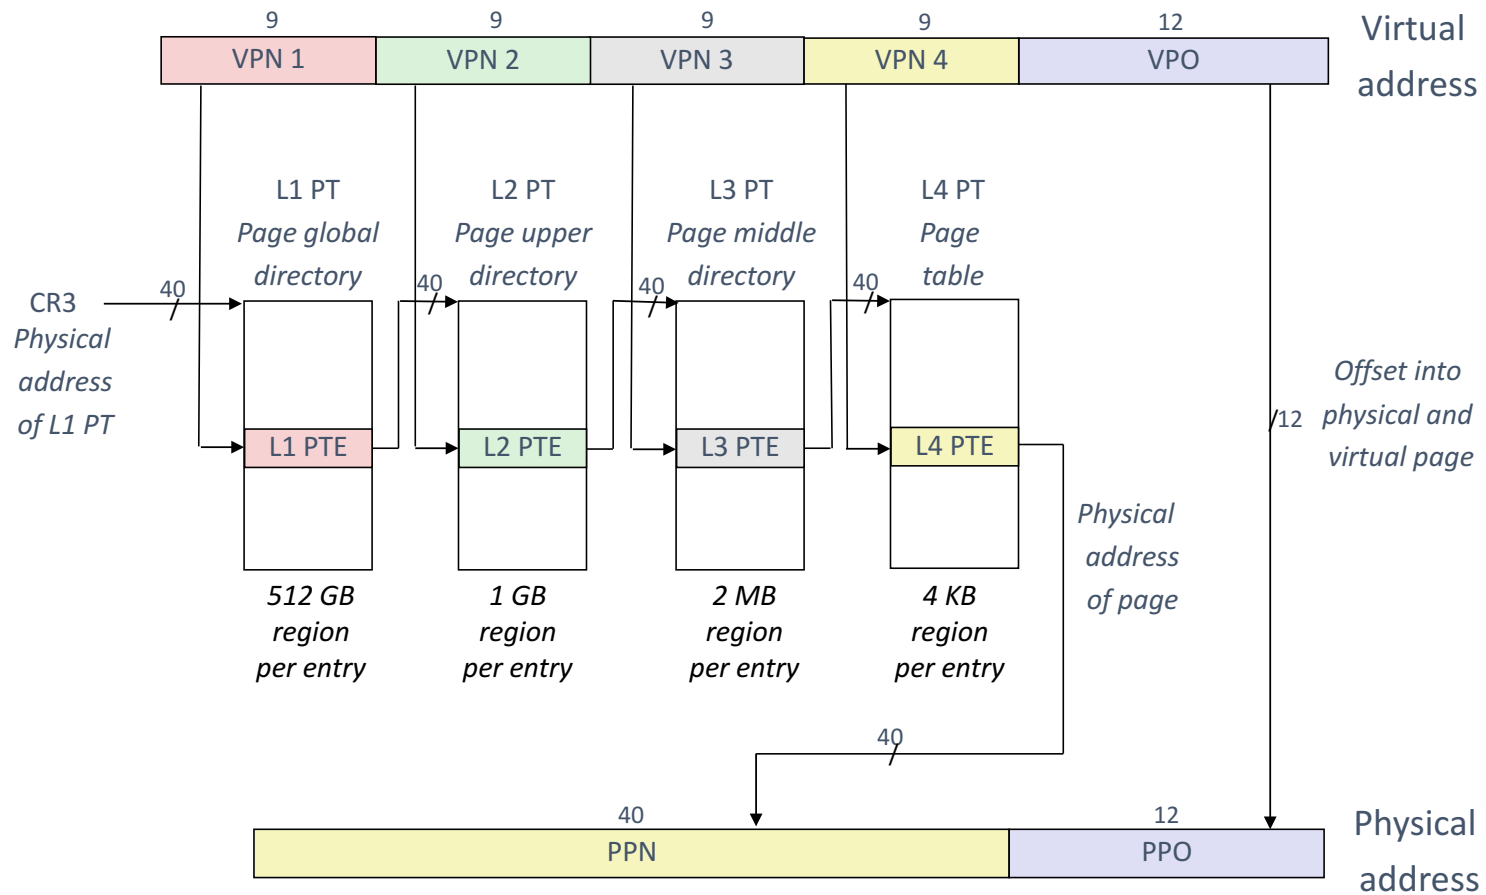 9 9 9 9 12
VPN 1 VPN 2 VPN 3 VPN 4 VPO
Virtual
address
L1 PT
Page global
directory
L2 PT
Page upper
directory
L3 PT
Page middle
directory
L4 PT
Page
table
40 40 40 40
CR3
Physical
address
of L1 PT
L1 PTE L2 PTE L3 PTE L4 PTE
Offset into
physical and
virtual page
12
512 GB
region
per entry
1 GB
region
per entry
2 MB
region
per entry
4 KB
region
per entry
Physical
address
of page
40
40 12
PPN PPO
Physical
address